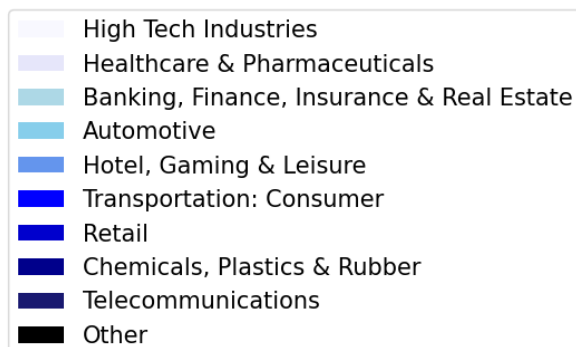 High Tech Industries
Healthcare & Pharmaceuticals
Banking, Finance, Insurance & Real Estate
Automotive
Hotel, Gaming & Leisure
Transportation: Consumer
Retail
Chemicals, Plastics & Rubber
Telecommunications
Other